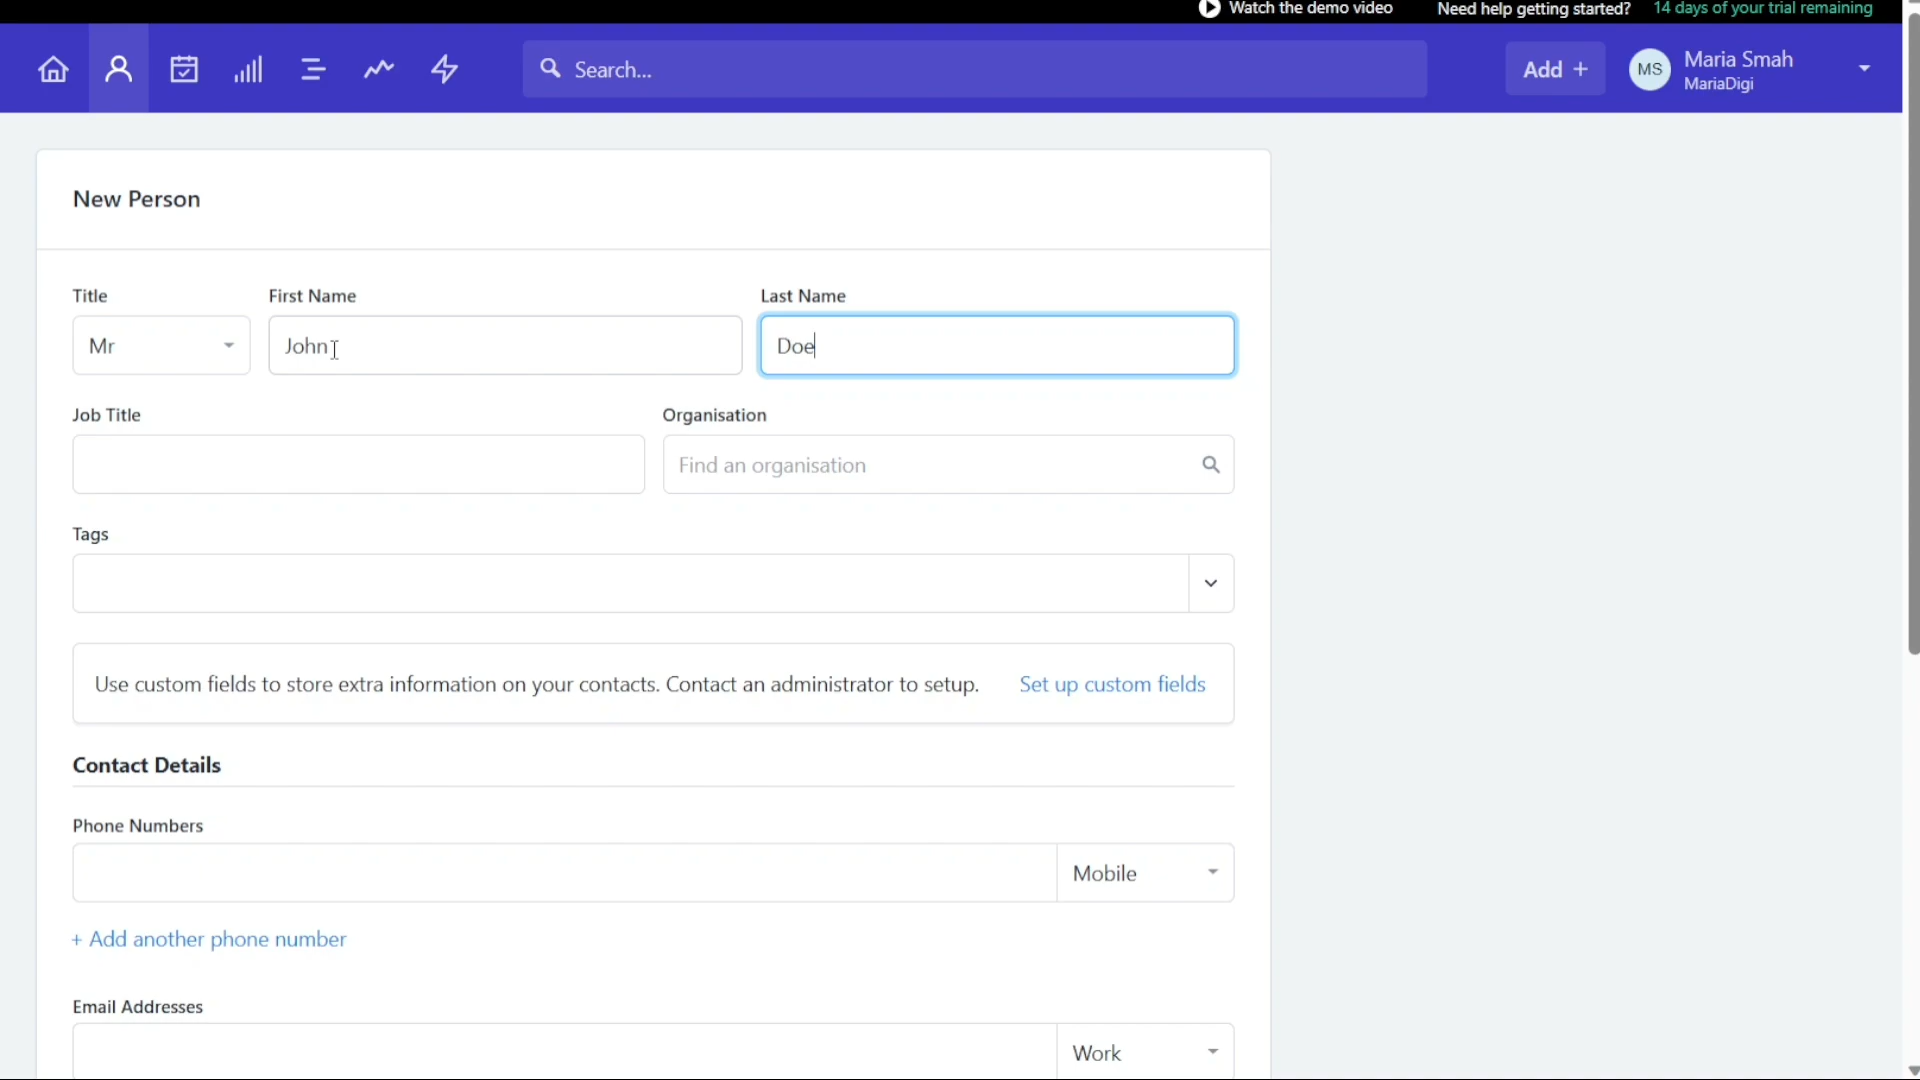 Watch the demo video Need help getting started? 14 days of your trial remaining
Search... Add + MS Maria Smah
MariaDigi
New Person
Title First Name Last Name
Mr John Doe
Job Title Organisation
Find an organisation
Tags
Use custom fields to store extra information on your contacts. Contact an administrator to setup. Set up custom fields
Contact Details
Phone Numbers
Mobile
+ Add another phone number
Email Addresses
Work